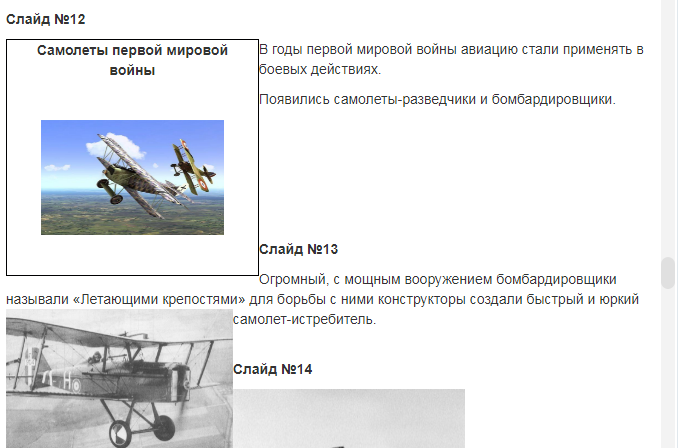 Слайд №12
Самолеты первой мировой
войны
В годы первой мировой войны авиацию стали применять в
боевых действиях.
Появились самолеты-разведчики и бомбардировщики.
Слайд №13
Огромный, с мощным вооружением бомбардировщики
называли «Летающими крепостями» для борьбы с ними конструкторы создали быстрый и юркий
самолет-истребитель.
Слайд №14